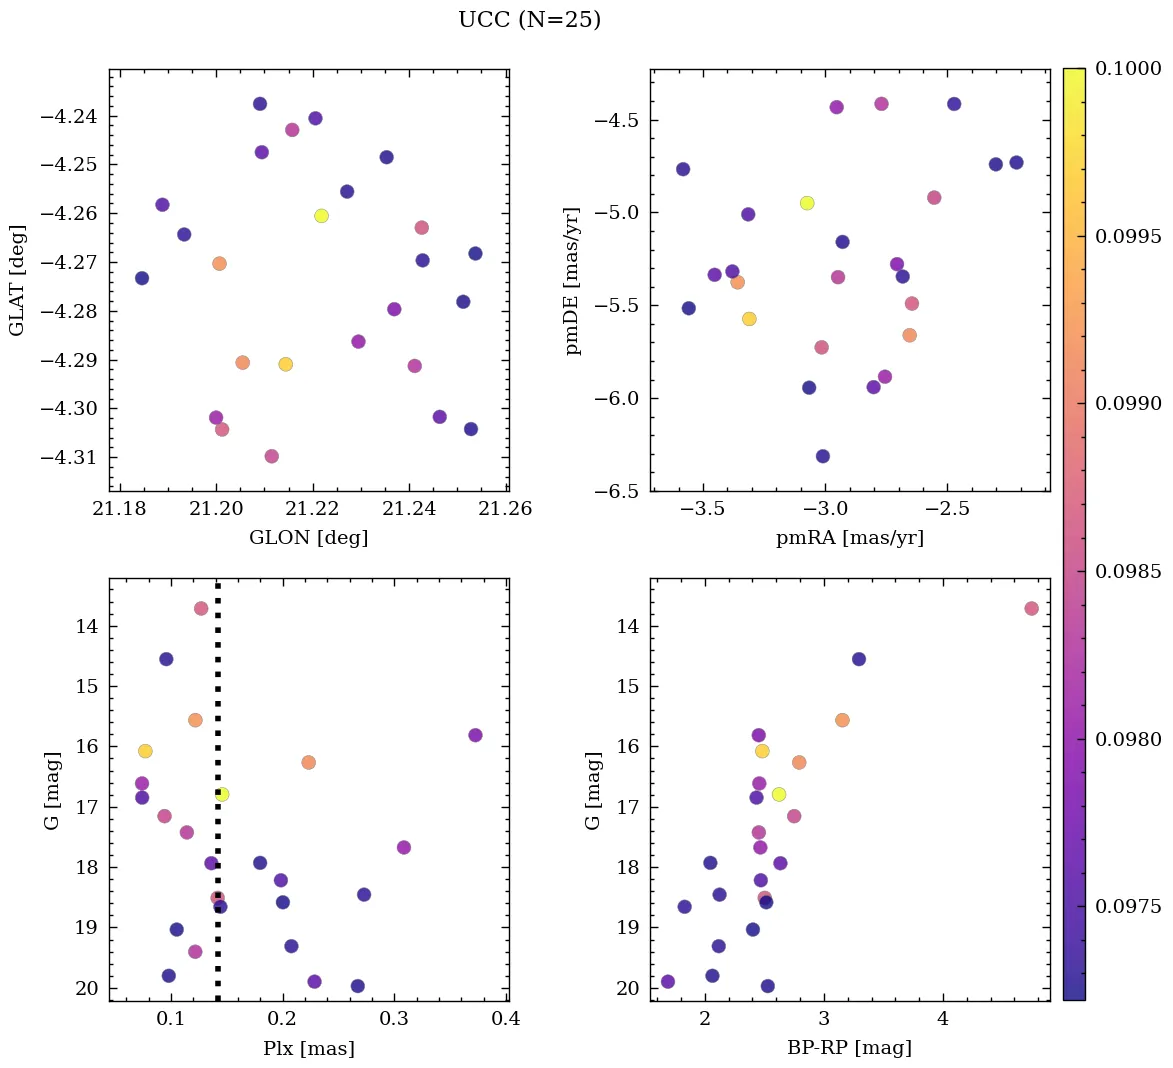 UCC (N=25)
−4.24
−4.25
−4.26
−4.27
−4.28
−4.29
−4.30
−4.31
GLAT [deg]
21.18 21.20 21.22 21.24 21.26
GLON [deg]
−4.5
−5.0
−5.5
−6.0
−6.5
pmDE [mas/yr]
−3.5 −3.0 −2.5
pmRA [mas/yr]
14
15
16
17
18
19
20
G [mag]
0.1 0.2 0.3 0.4
Plx [mas]
14
15
16
17
18
19
20
G [mag]
2 3 4
BP-RP [mag]
0.1000
0.0995
0.0990
0.0985
0.0980
0.0975